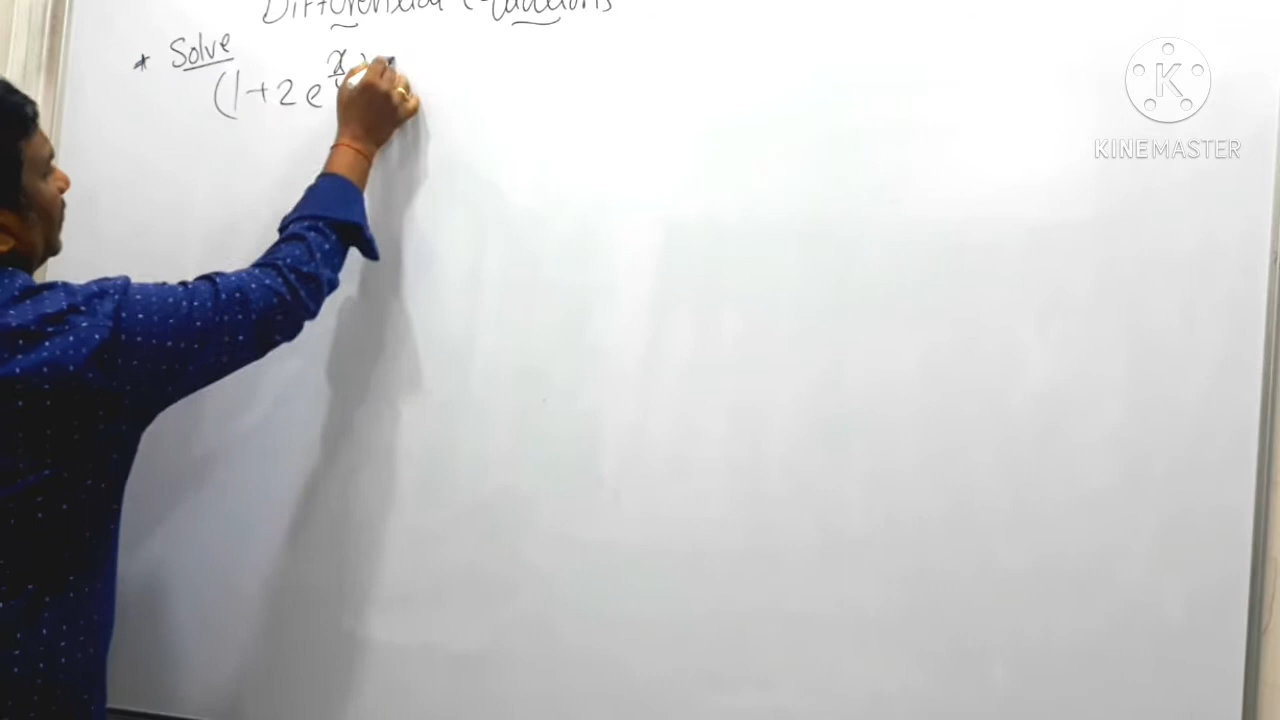 Differential Equations
* Solve
(1+2e^x
KINEMASTER